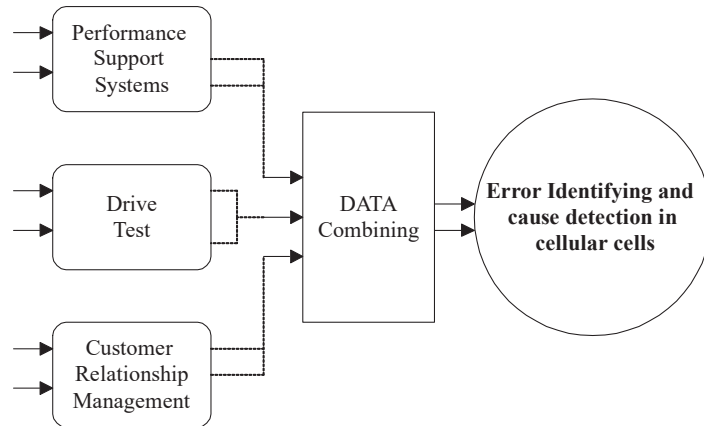 Performance
Support
Systems
Drive
Test
Customer
Relationship
Management
DATA
Combining
Error Identifying and
cause detection in
cellular cells